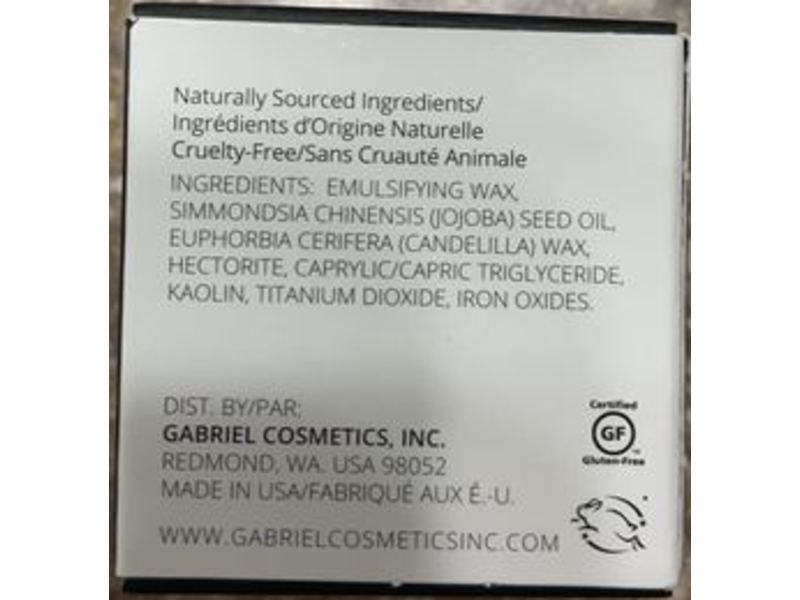 Naturally Sourced Ingredients/
Ingrédients d'Origine Naturelle
Cruelty-Free/Sans Cruauté Animale
INGREDIENTS: EMULSIFYING WAX,
SIMMONDSIA CHINENSIS (JOJOBA) SEED OIL,
EUPHORBIA CERIFERA (CANDELILLA) WAX,
HECTORITE, CAPRYLIC/CAPRIC TRIGLYCERIDE,
KAOLIN, TITANIUM DIOXIDE, IRON OXIDES.
DIST. BY/PAR:
GABRIEL COSMETICS, INC.
REDMOND, WA. USA 98052
MADE IN USA/FABRIQUÉ AUX É.-U.
WWW.GABRIELCOSMETICSINC.COM
Certified
GF
Gluten-Free